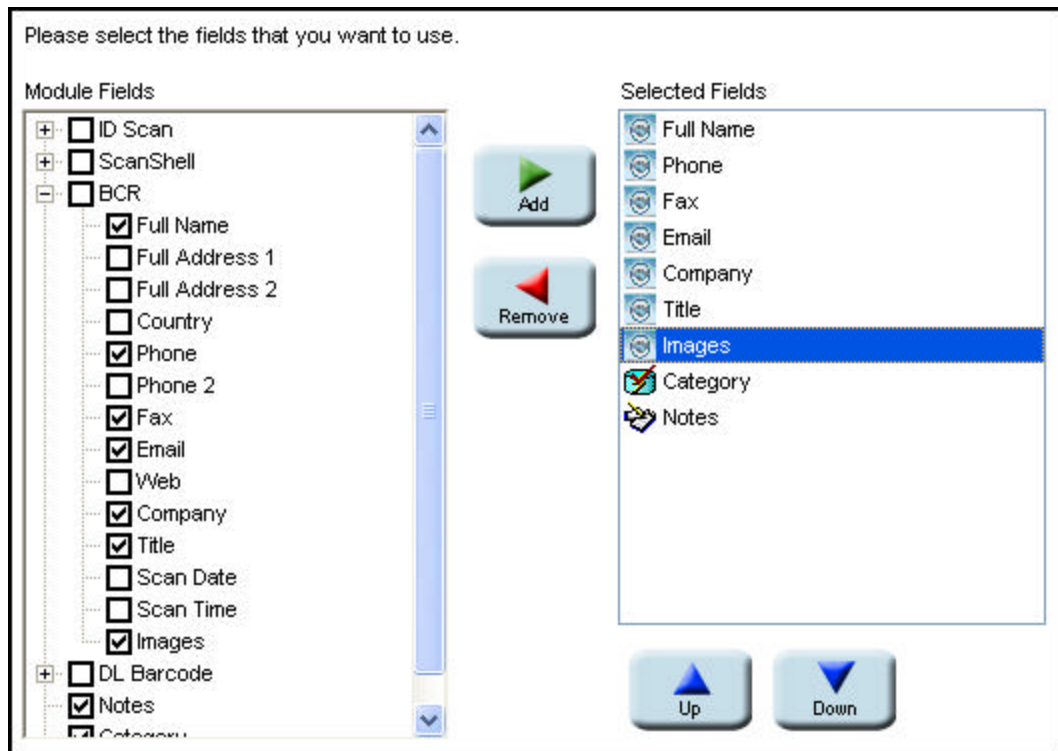 Please select the fields that you want to use.
Module Fields
ID Scan
ScanShell
BCR
Full Name
Full Address 1
Full Address 2
Country
Phone
Phone 2
Fax
Email
Web
Company
Title
Scan Date
Scan Time
Images
DL Barcode
Notes
Category
Add
Remove
Selected Fields
Full Name
Phone
Fax
Email
Company
Title
Images
Category
Notes
Up
Down